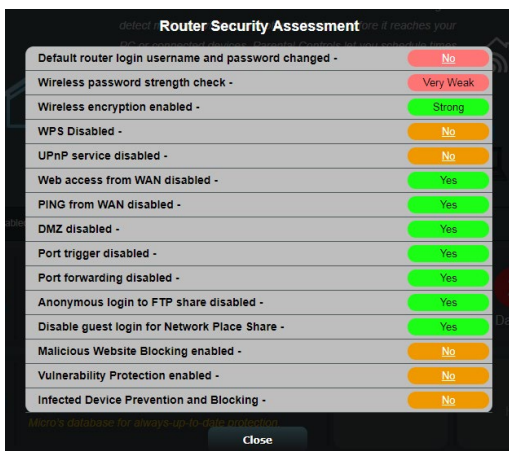 detect
it reaches your
Router Security Assessment
Default router login username and password changed - No
Wireless password strength check - Very Weak
Wireless encryption enabled - Strong
WPS Disabled - No
UPnP service disabled - No
Web access from WAN disabled - Yes
PING from WAN disabled - Yes
DMZ disabled - Yes
Port trigger disabled - Yes
Port forwarding disabled - Yes
Anonymous login to FTP share disabled - Yes
Disable guest login for Network Place Share - Yes
Malicious Website Blocking enabled - No
Vulnerability Protection enabled - No
Infected Device Prevention and Blocking - No
Micro's database for always-up-to-date protection.
Close